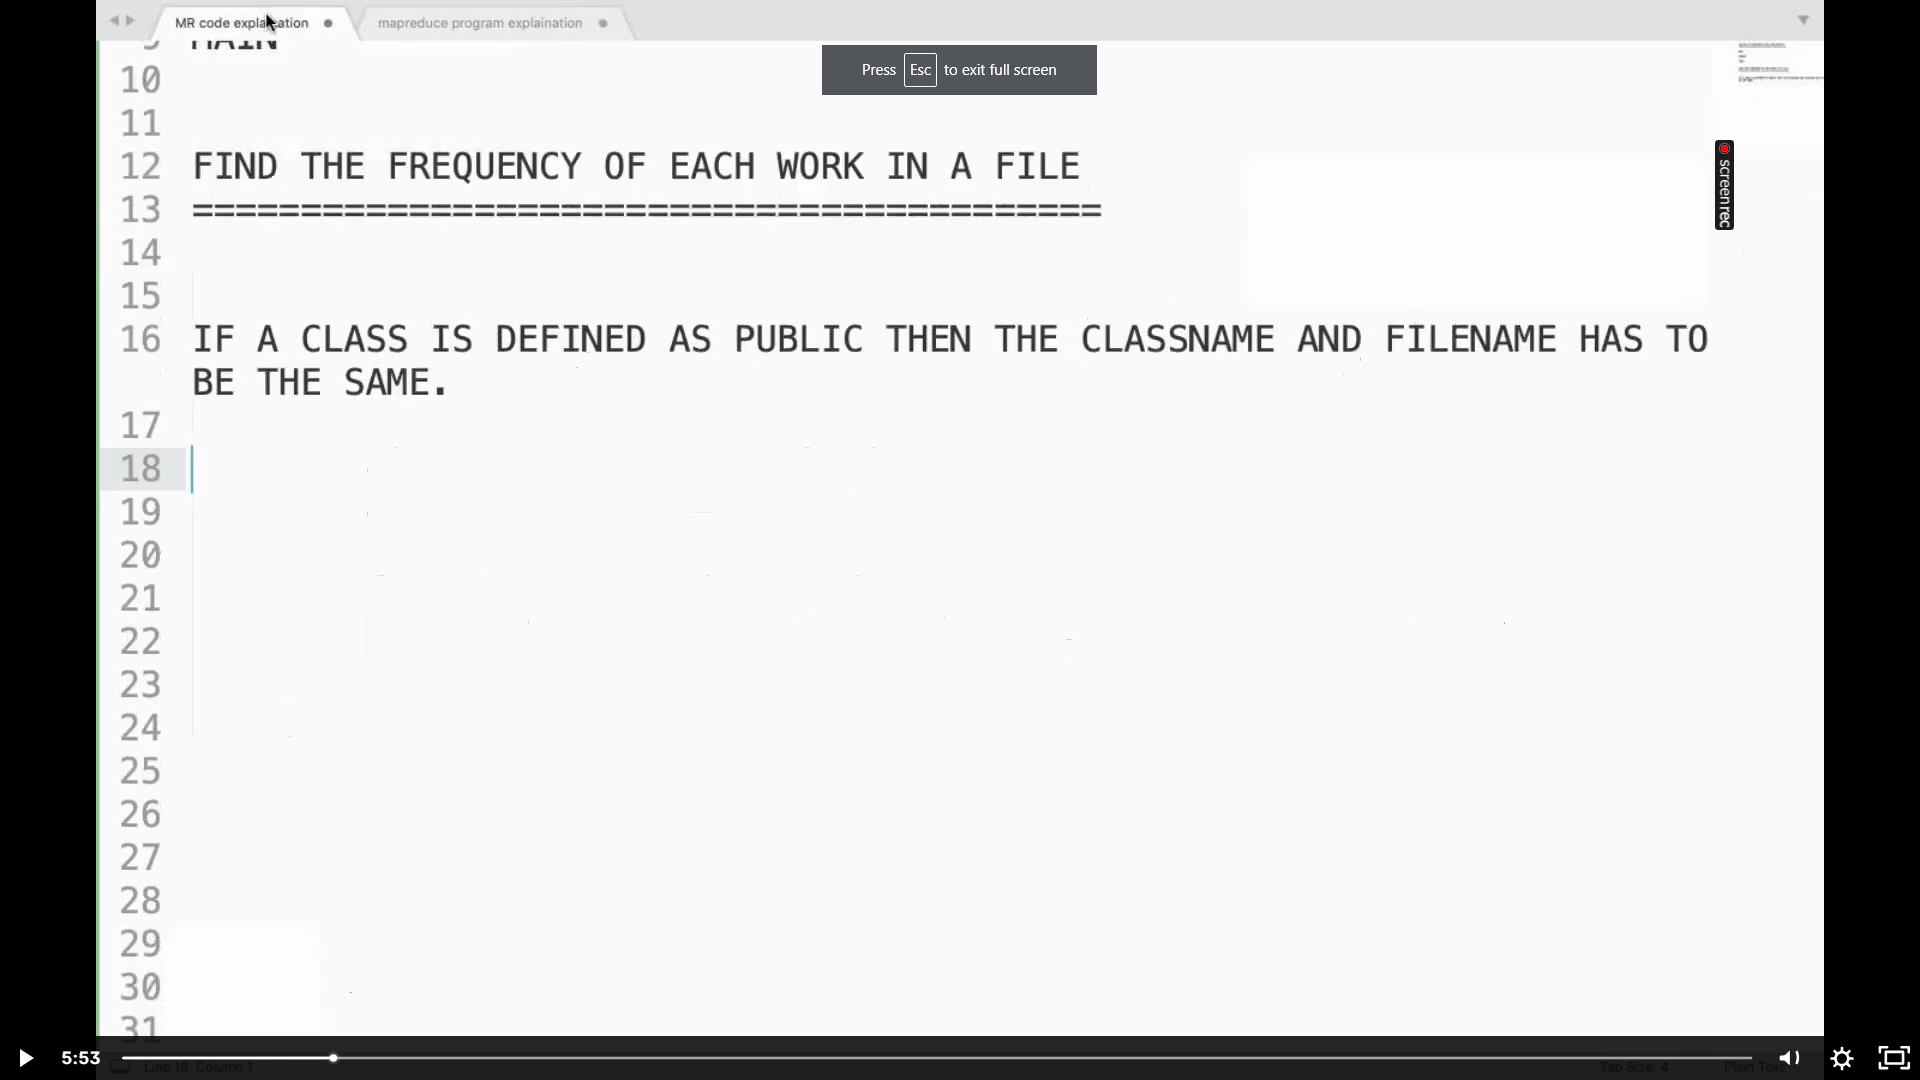 MR code explaination
mapreduce program explaination
9 MAIN
Press Esc to exit full screen
10
11
12 FIND THE FREQUENCY OF EACH WORK IN A FILE
13 ==========================================
14
15
16 IF A CLASS IS DEFINED AS PUBLIC THEN THE CLASSNAME AND FILENAME HAS TO
BE THE SAME.
17
18
19
20
21
22
23
24
25
26
27
28
29
30
31
screenrec
5:53
Line 18, Column 1
Tab Size: 4
Plain Text